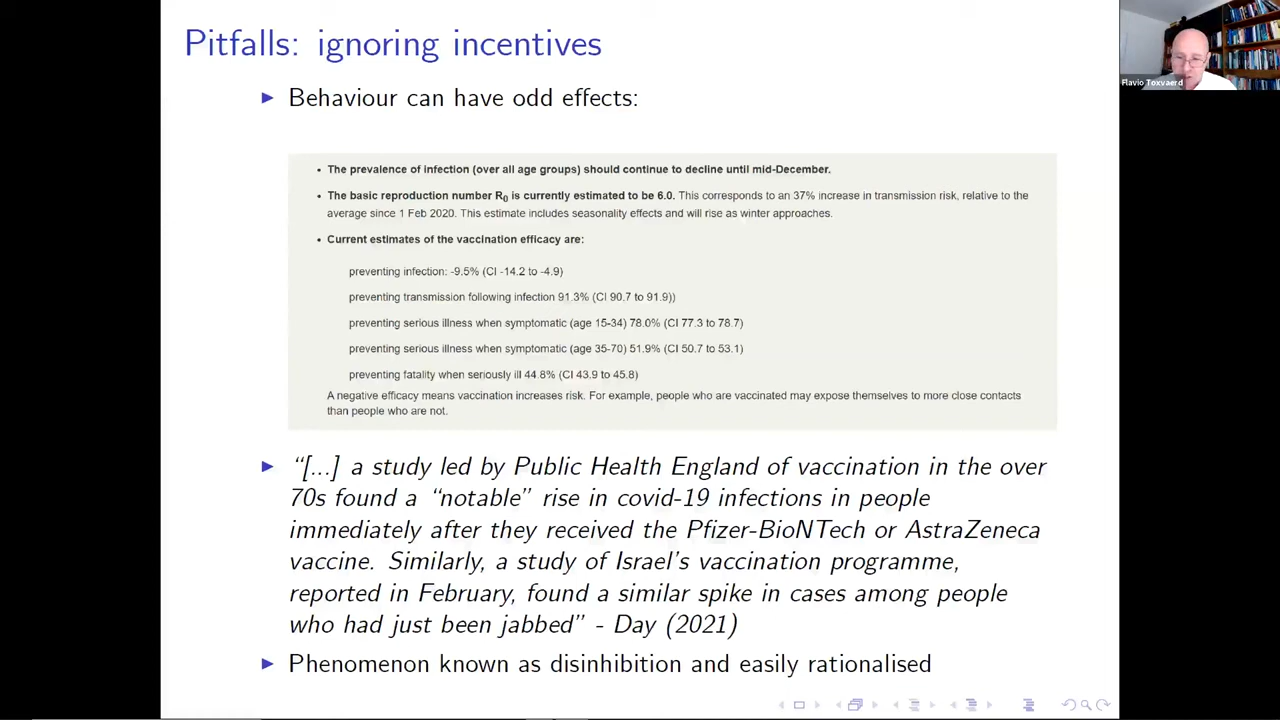 Pitfalls: ignoring incentives
Flavio Toxvaerd
► Behaviour can have odd effects:
• The prevalence of infection (over all age groups) should continue to decline until mid-December.
• The basic reproduction number R0 is currently estimated to be 6.0. This corresponds to an 37% increase in transmission risk, relative to the
average since 1 Feb 2020. This estimate includes seasonality effects and will rise as winter approaches.
• Current estimates of the vaccination efficacy are:
preventing infection: -9.5% (CI -14.2 to -4.9)
preventing transmission following infection 91.3% (CI 90.7 to 91.9))
preventing serious illness when symptomatic (age 15-34) 78.0% (CI 77.3 to 78.7)
preventing serious illness when symptomatic (age 35-70) 51.9% (CI 50.7 to 53.1)
preventing fatality when seriously ill 44.8% (CI 43.9 to 45.8)
A negative efficacy means vaccination increases risk. For example, people who are vaccinated may expose themselves to more close contacts
than people who are not.
► “[...] a study led by Public Health England of vaccination in the over
70s found a “notable” rise in covid-19 infections in people
immediately after they received the Pfizer-BioNTech or AstraZeneca
vaccine. Similarly, a study of Israel's vaccination programme,
reported in February, found a similar spike in cases among people
who had just been jabbed” - Day (2021)
► Phenomenon known as disinhibition and easily rationalised